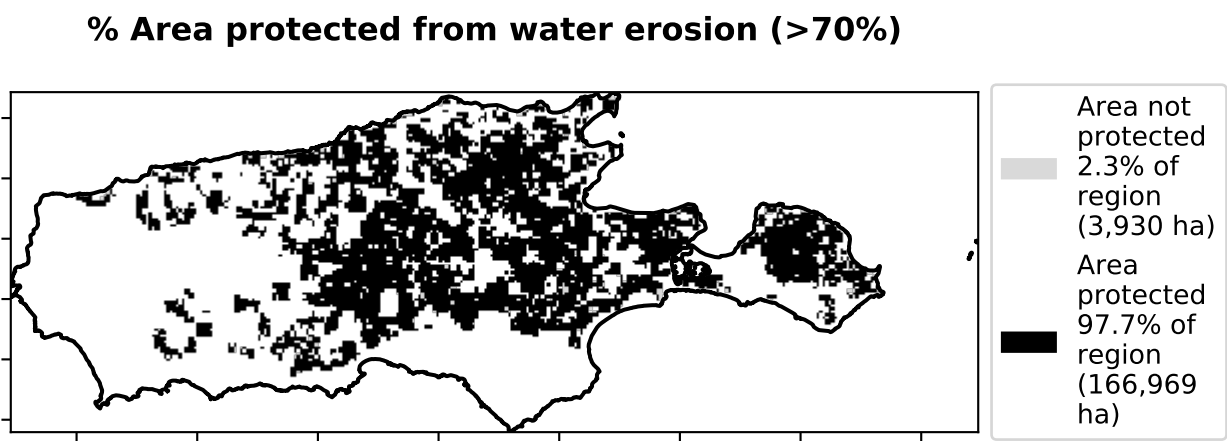 % Area protected from water erosion (>70%)
Area not
protected
2.3% of
region
(3,930 ha)
Area
protected
97.7% of
region
(166,969
ha)